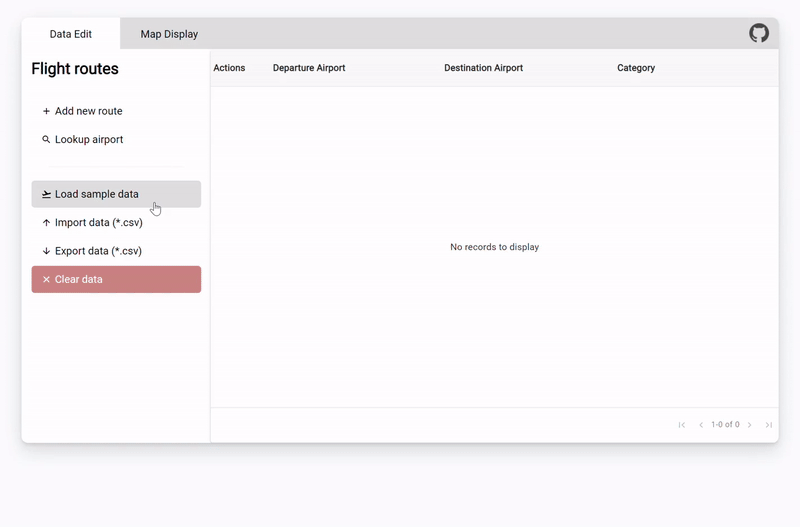 Data Edit
Map Display
Flight routes
Add new route
Lookup airport
Load sample data
Import data (*.csv)
Export data (*.csv)
Clear data
Actions Departure Airport Destination Airport Category
No records to display
1-0 of 0